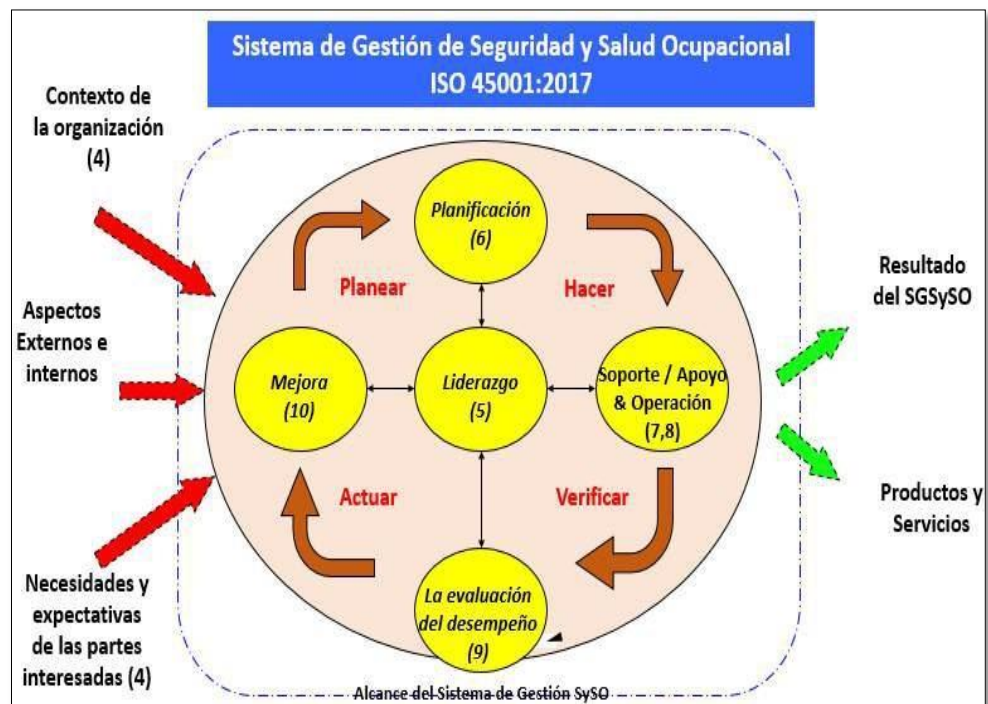 Sistema de Gestión de Seguridad y Salud Ocupacional
ISO 45001:2017
Contexto de
la organización
(4)
Aspectos
Externos e
internos
Necesidades y
expectativas
de las partes
interesadas (4)
Planificación
(6)
Planear
Hacer
Mejora
(10)
Liderazgo
(5)
Soporte / Apoyo
& Operación
(7,8)
Actuar
Verificar
La evaluación
del desempeño
(9)
Resultado
del SGSySO
Productos y
Servicios
Alcance del Sistema de Gestión SySO